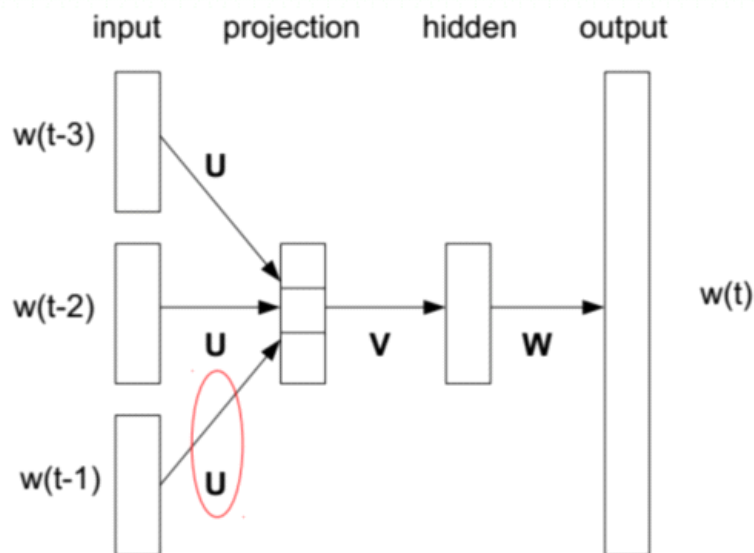 input projection hidden output
w(t-3)
U
w(t-2)
w(t)
U V W
w(t-1)
U